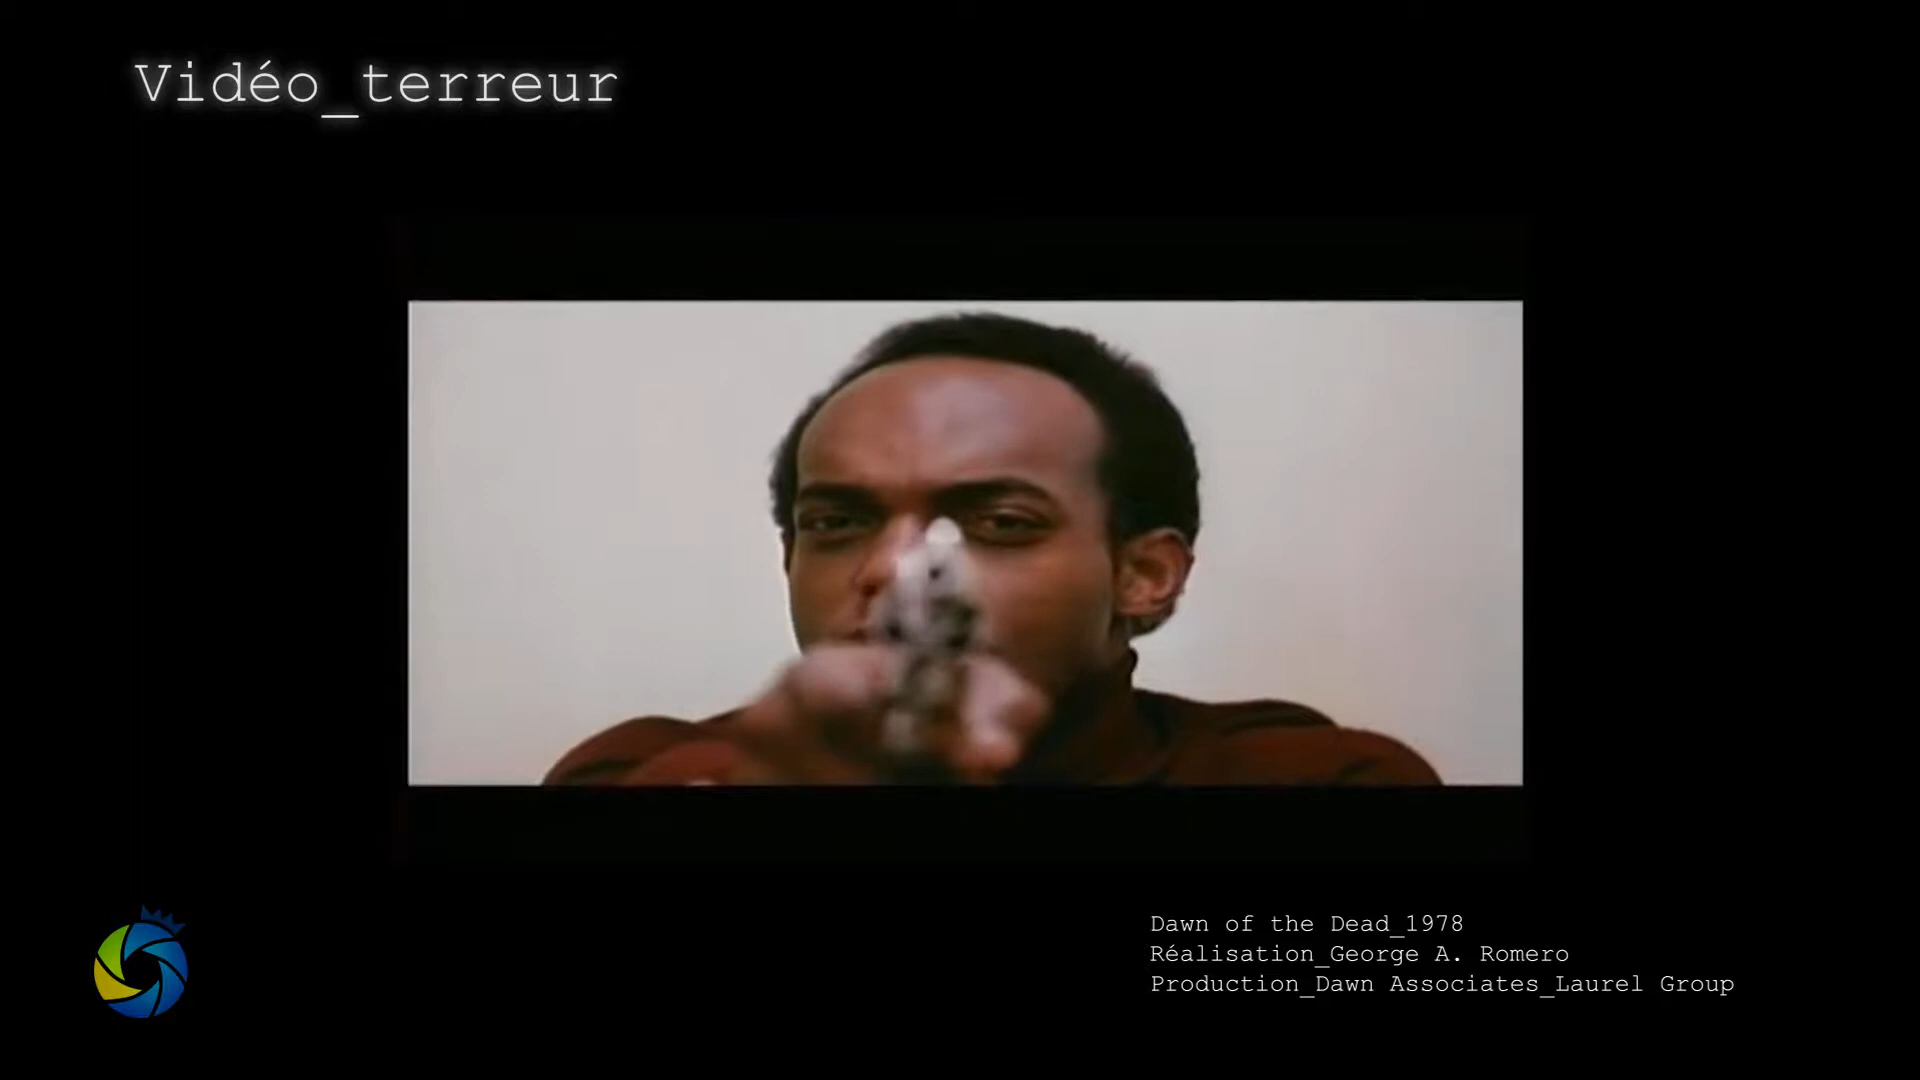 Vidéo_terreur
Dawn of the Dead_1978
Réalisation_George A. Romero
Production_Dawn Associates_Laurel Group